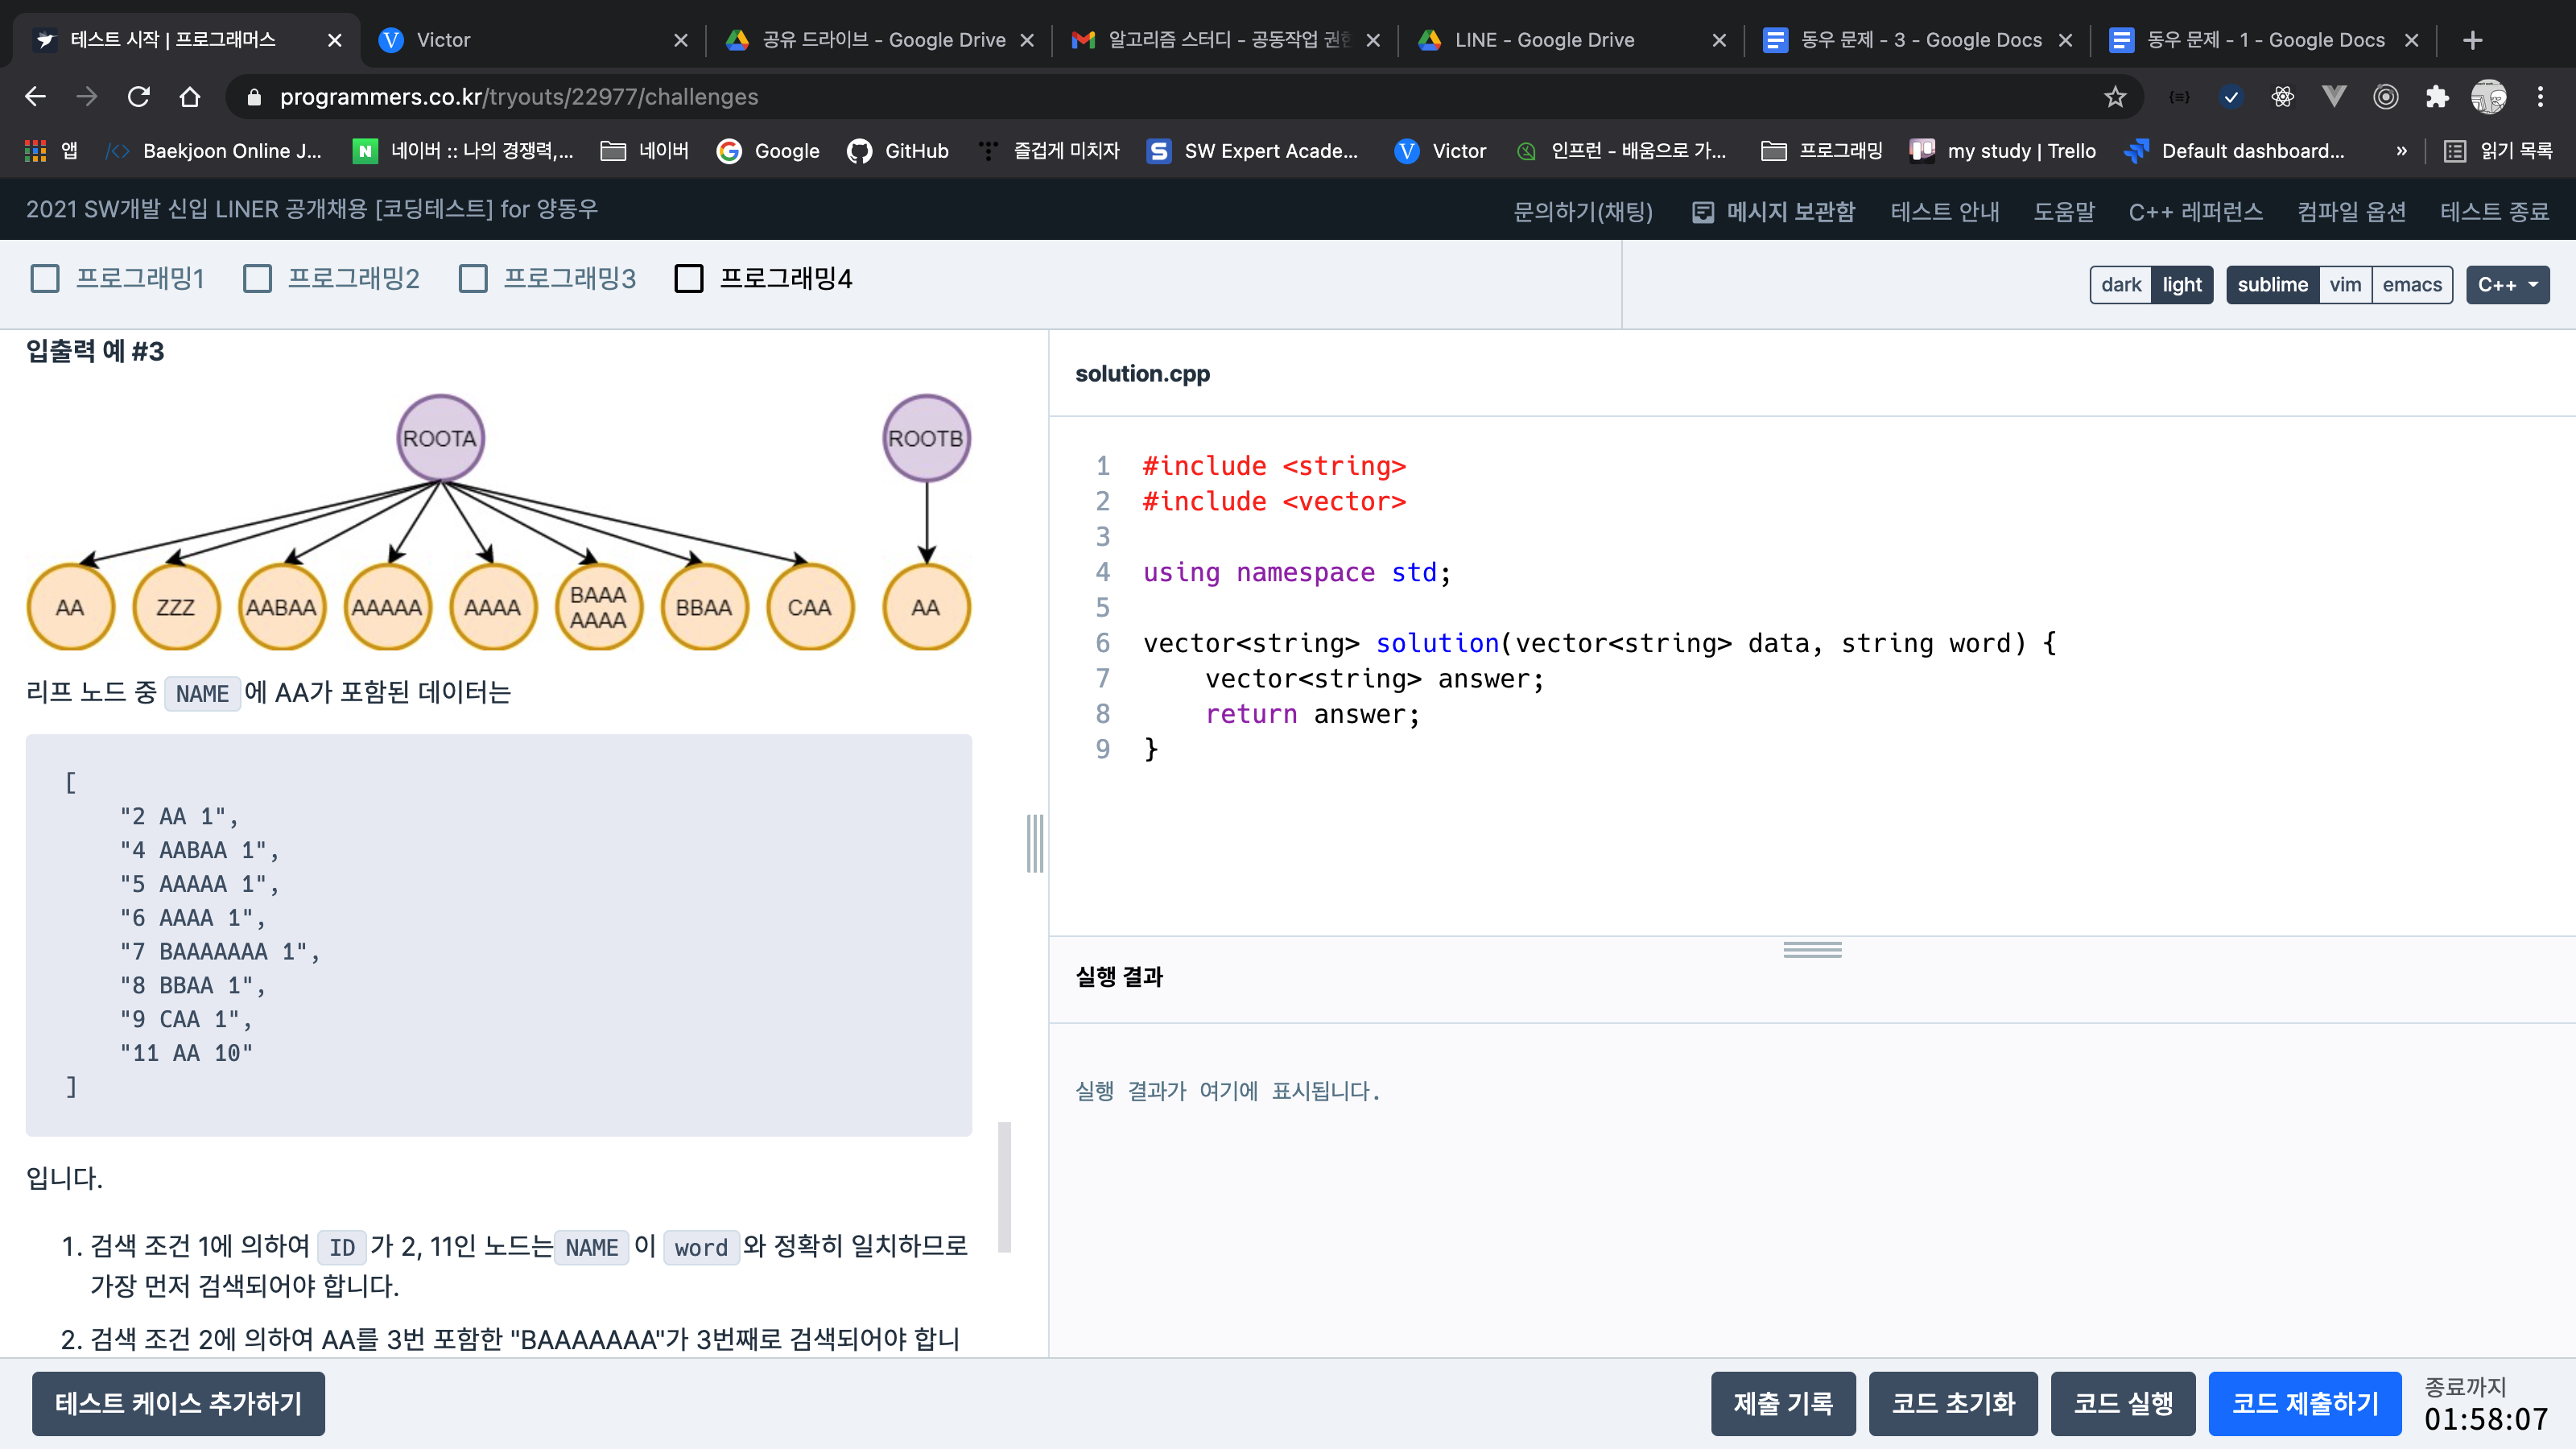 테스트 시작 | 프로그래머스
Victor
공유 드라이브 - Google Drive
알고리즘 스터디 - 공동작업
LINE - Google Drive
동우 문제 - 3 - Google Docs
동우 문제 - 1 - Google Docs
programmers.co.kr/tryouts/22977/challenges
앱
Baekjoon Online J...
네이버 :: 나의 경쟁력,...
네이버
Google
GitHub
즐겁게 미치자
SW Expert Acade...
Victor
인프런 - 배움으로 가...
프로그래밍
my study | Trello
Default dashboard...
»
읽기 목록
2021 SW개발 신입 LINER 공개채용 [코딩테스트] for 양동우
문의하기(채팅)
메시지 보관함
테스트 안내
도움말
C++ 레퍼런스
컴파일 옵션
테스트 종료
프로그래밍1
프로그래밍2
프로그래밍3
프로그래밍4
dark light
sublime vim emacs
C++
입출력 예 #3
ROOTA
ROOTB
AA
ZZZ
AABAA
AAAAA
AAAA
BAAA
AAAA
BBAA
CAA
AA
리프 노드 중 NAME 에 AA가 포함된 데이터는
[
"2 AA 1",
"4 AABAA 1",
"5 AAAAA 1",
"6 AAAA 1",
"7 BAAAAAAA 1",
"8 BBAA 1",
"9 CAA 1",
"11 AA 10"
]
입니다.
1. 검색 조건 1에 의하여 ID 가 2, 11인 노드는 NAME 이 word 와 정확히 일치하므로
가장 먼저 검색되어야 합니다.
2. 검색 조건 2에 의하여 AA를 3번 포함한 "BAAAAAAA"가 3번째로 검색되어야 합니
solution.cpp
1 #include <string>
2 #include <vector>
3
4 using namespace std;
5
6 vector<string> solution(vector<string> data, string word) {
7 vector<string> answer;
8 return answer;
9 }
실행 결과
실행 결과가 여기에 표시됩니다.
테스트 케이스 추가하기
제출 기록
코드 초기화
코드 실행
코드 제출하기
종료까지
01:58:07